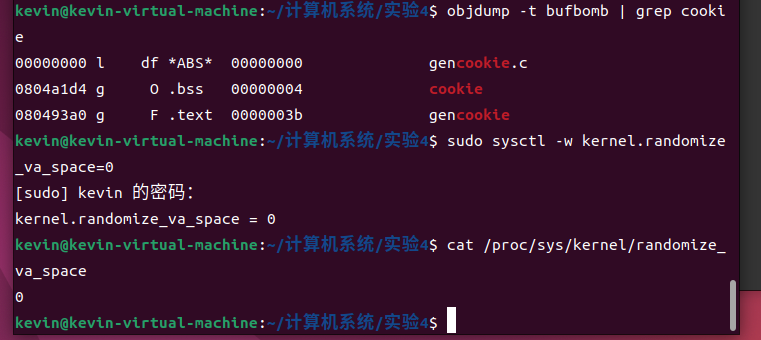 kevin@kevin-virtual-machine:~/计算机系统/实验4$ objdump -t bufbomb | grep cooki
e
00000000 l    df *ABS*  00000000              gencookie.c
0804a1d4 g     O .bss   00000004              cookie
080493a0 g     F .text  0000003b              gencookie
kevin@kevin-virtual-machine:~/计算机系统/实验4$ sudo sysctl -w kernel.randomize
_va_space=0
[sudo] kevin 的密码：
kernel.randomize_va_space = 0
kevin@kevin-virtual-machine:~/计算机系统/实验4$ cat /proc/sys/kernel/randomize_
va_space
0
kevin@kevin-virtual-machine:~/计算机系统/实验4$